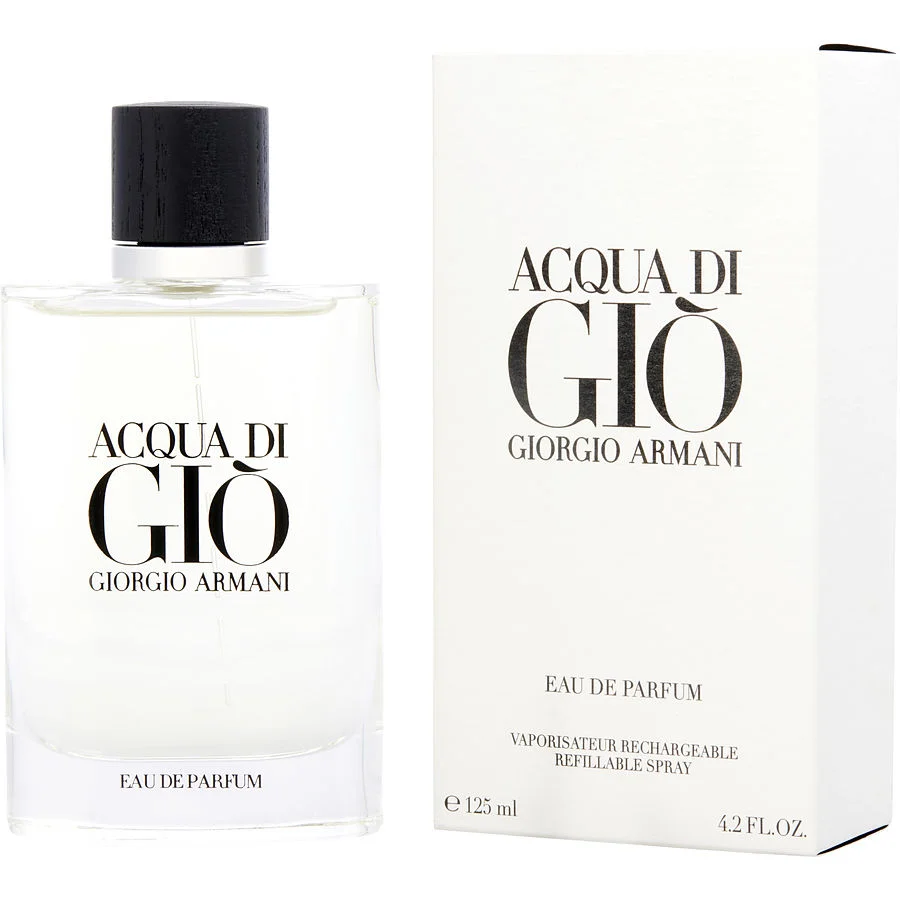 ACQUA DI
GIÒ
GIORGIO ARMANI
EAU DE PARFUM
ACQUA DI
GIÒ
GIORGIO ARMANI
EAU DE PARFUM
VAPORISATEUR RECHARGEABLE
REFILLABLE SPRAY
℮ 125 ml
4.2 FL.OZ.